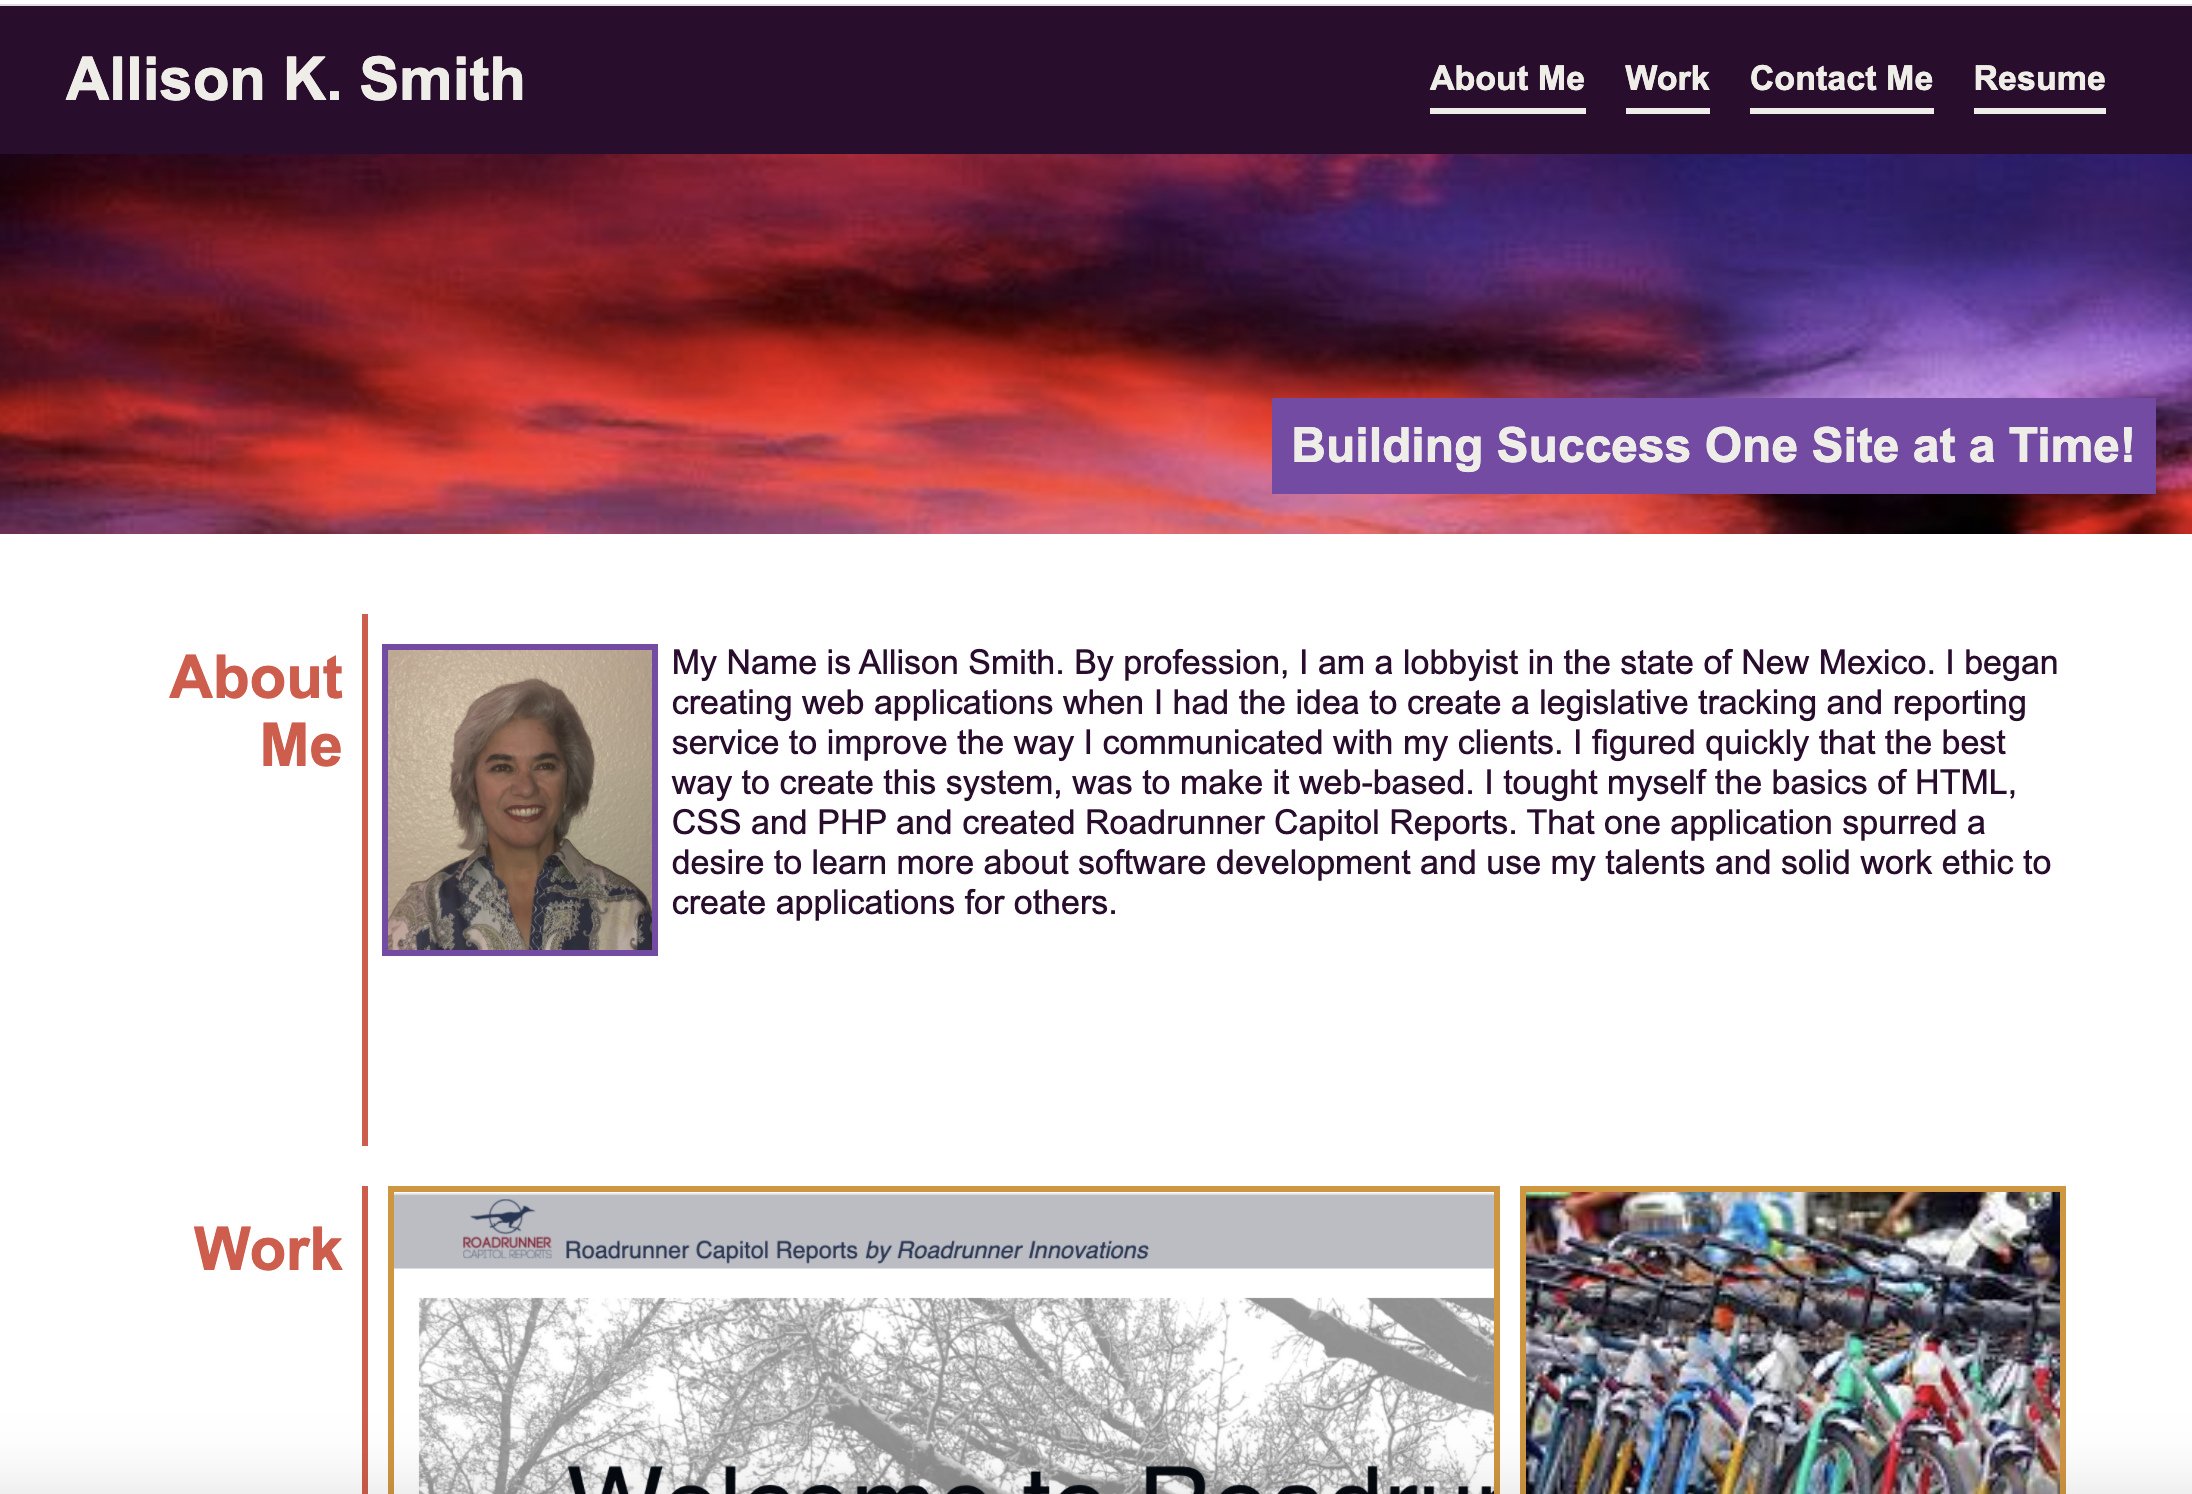 Allison K. Smith
About Me Work Contact Me Resume
Building Success One Site at a Time!
About
Me
My Name is Allison Smith. By profession, I am a lobbyist in the state of New Mexico. I began
creating web applications when I had the idea to create a legislative tracking and reporting
service to improve the way I communicated with my clients. I figured quickly that the best
way to create this system, was to make it web-based. I tought myself the basics of HTML,
CSS and PHP and created Roadrunner Capitol Reports. That one application spurred a
desire to learn more about software development and use my talents and solid work ethic to
create applications for others.
Work
ROADRUNNER
CAPITOL REPORTS
Roadrunner Capitol Reports by Roadrunner Innovations
Welcome to Roadrun